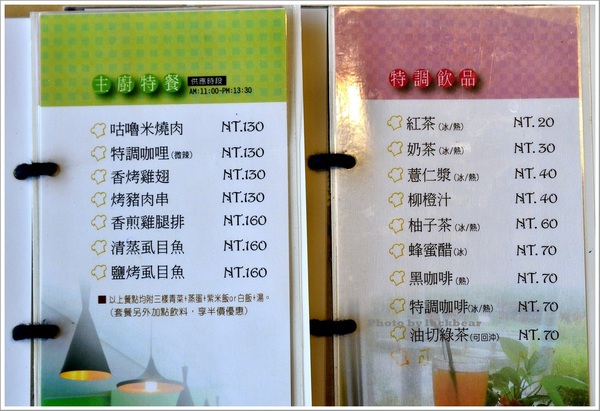 主廚特餐 供應時段
AM:11:00~PM:13:30
咕嚕米燒肉 NT.130
特調咖哩(微辣) NT.130
香烤雞翅 NT.130
烤豬肉串 NT.130
香煎雞腿排 NT.160
清蒸虱目魚 NT.160
鹽烤虱目魚 NT.160
■以上餐點均附三樣青菜+蒸蛋+紫米飯or白飯+湯。
(套餐另外加點飲料，享半價優惠)
特調飲品
紅茶(冰/熱) NT. 20
奶茶(冰/熱) NT. 30
薏仁漿(冰/熱) NT. 40
柳橙汁 NT. 40
柚子茶(冰/熱) NT. 60
蜂蜜醋(冰) NT. 70
黑咖啡(熱) NT. 70
特調咖啡(冰/熱) NT. 70
Photo by luckbear
油切綠茶(可回沖) NT. 70